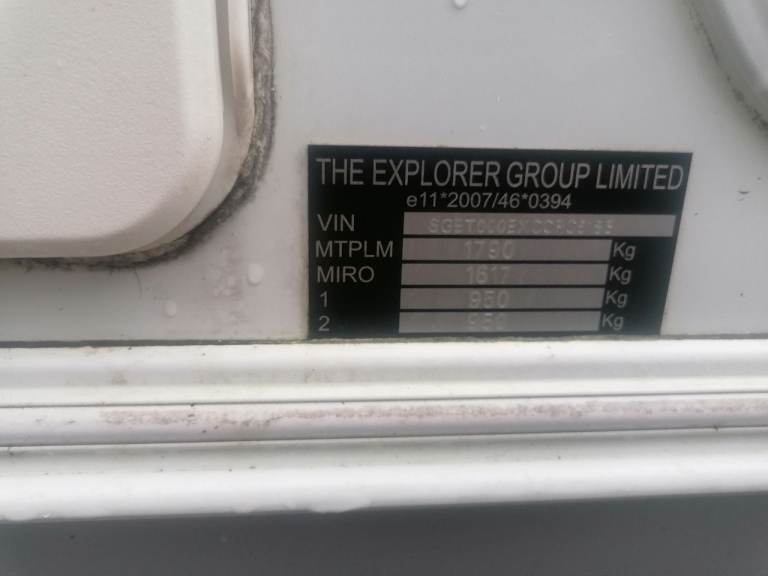 THE EXPLORER GROUP LIMITED
e11*2007/46*0394
VIN
MTPLM 1790 Kg
MIRO 1617 Kg
1 950 Kg
2 950 Kg